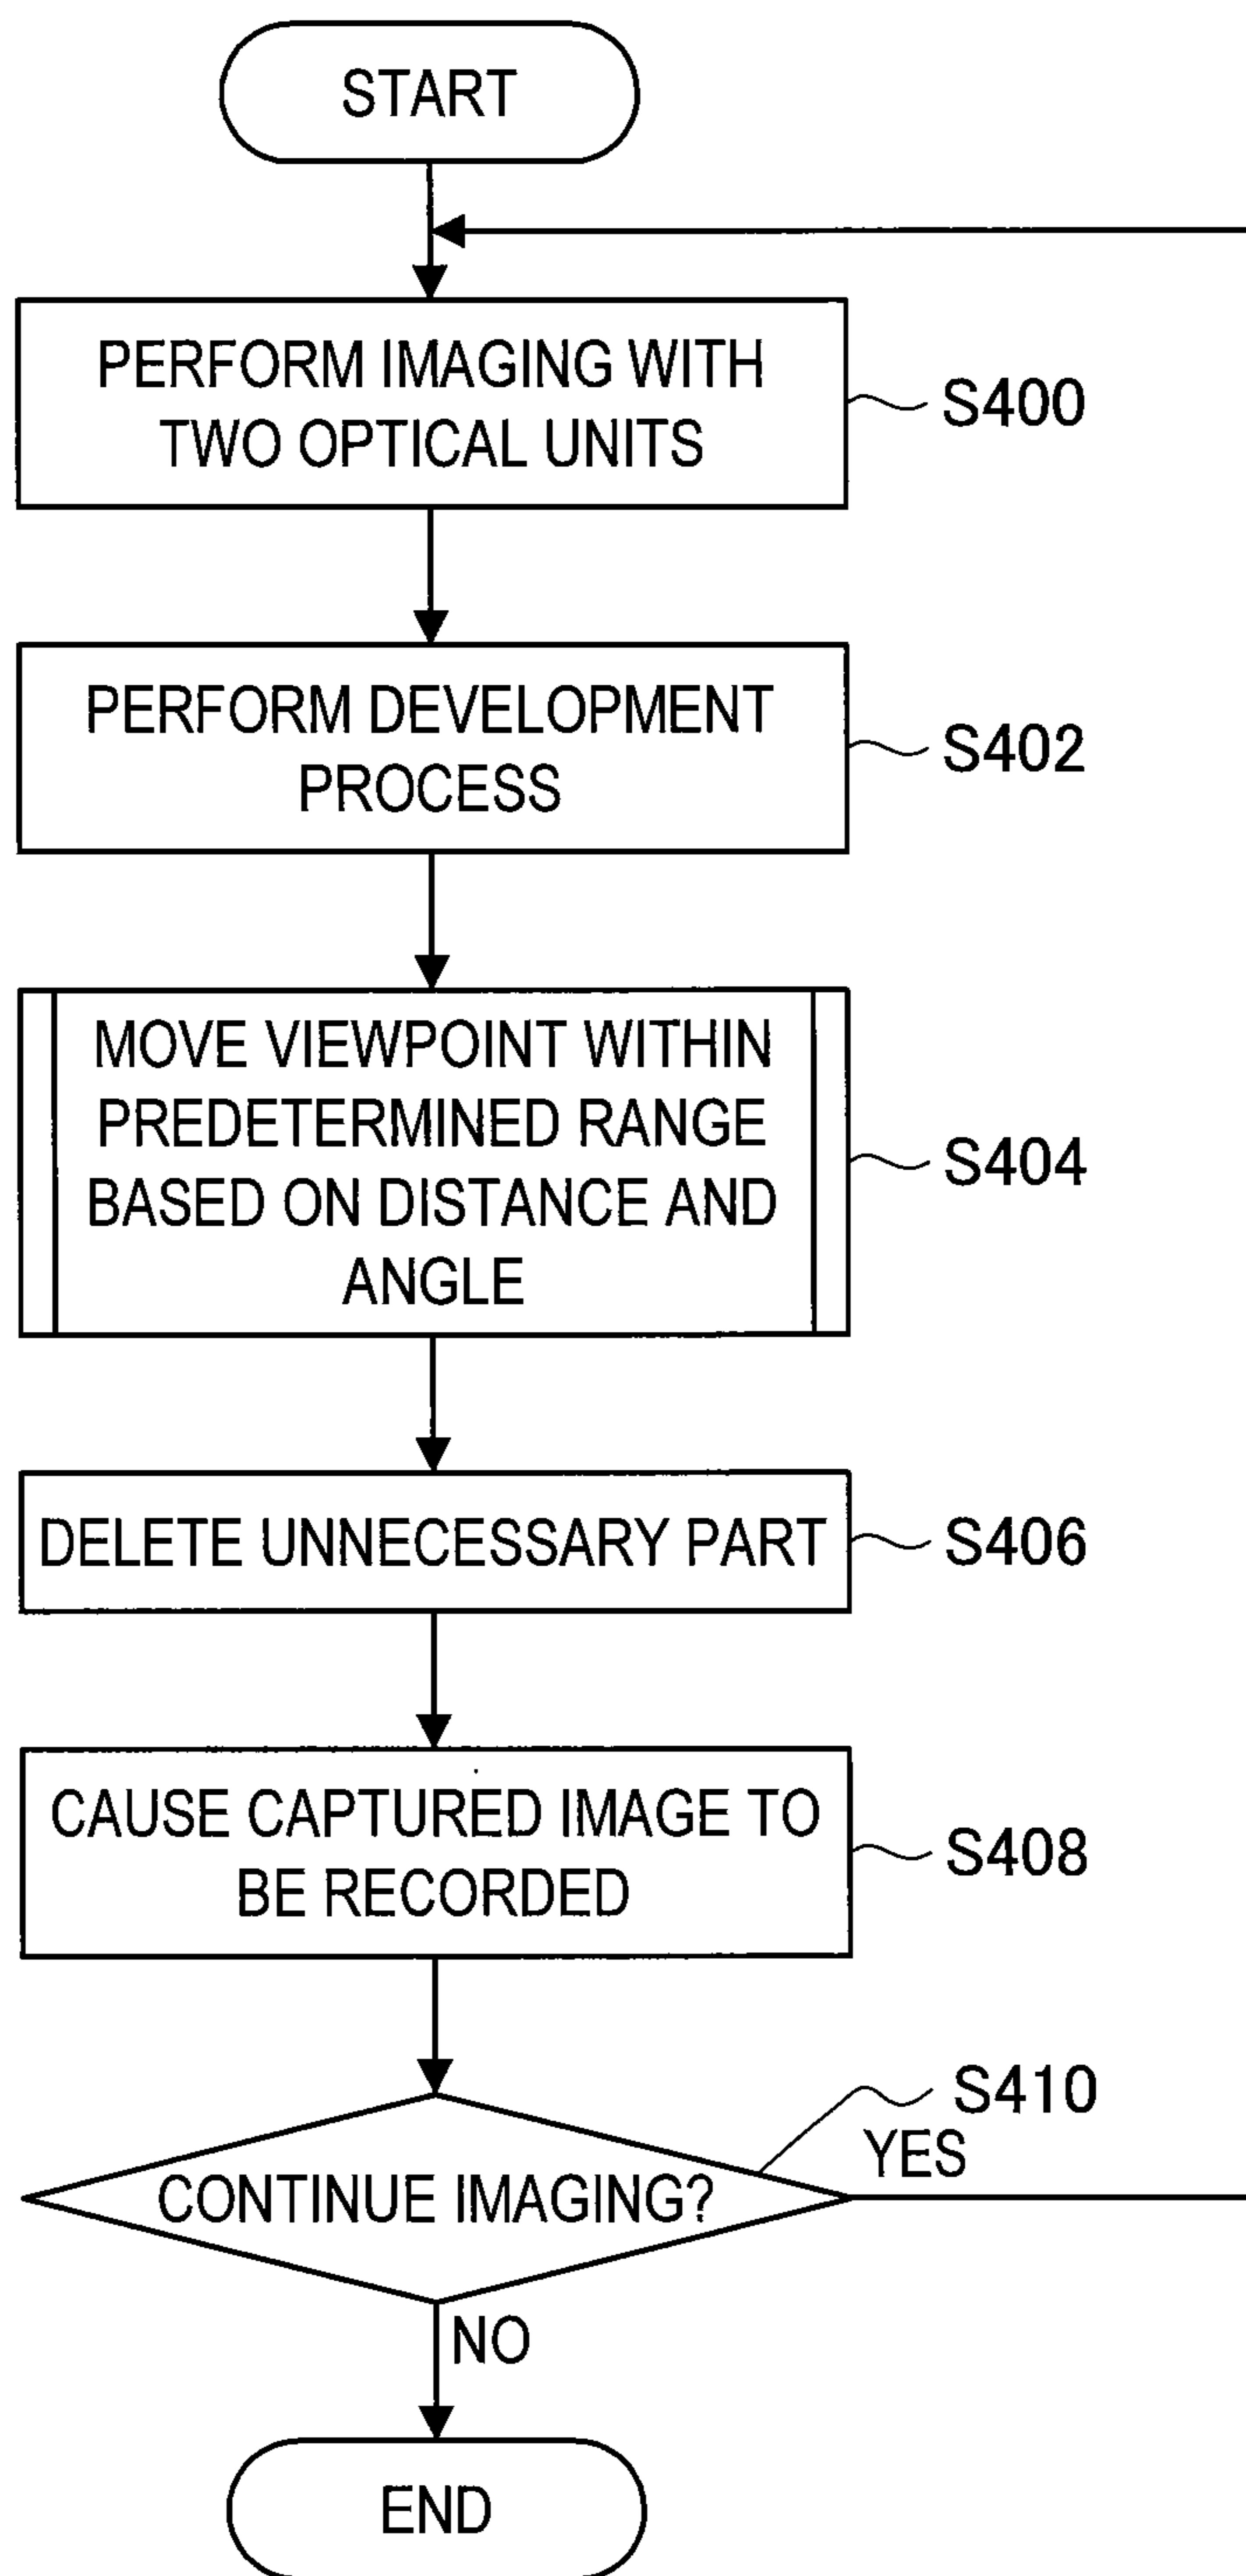 START
PERFORM IMAGING WITH
TWO OPTICAL UNITS
S400
PERFORM DEVELOPMENT
PROCESS
S402
MOVE VIEWPOINT WITHIN
PREDETERMINED RANGE
BASED ON DISTANCE AND
ANGLE
S404
DELETE UNNECESSARY PART
S406
CAUSE CAPTURED IMAGE TO
BE RECORDED
S408
S410
YES
CONTINUE IMAGING?
NO
END